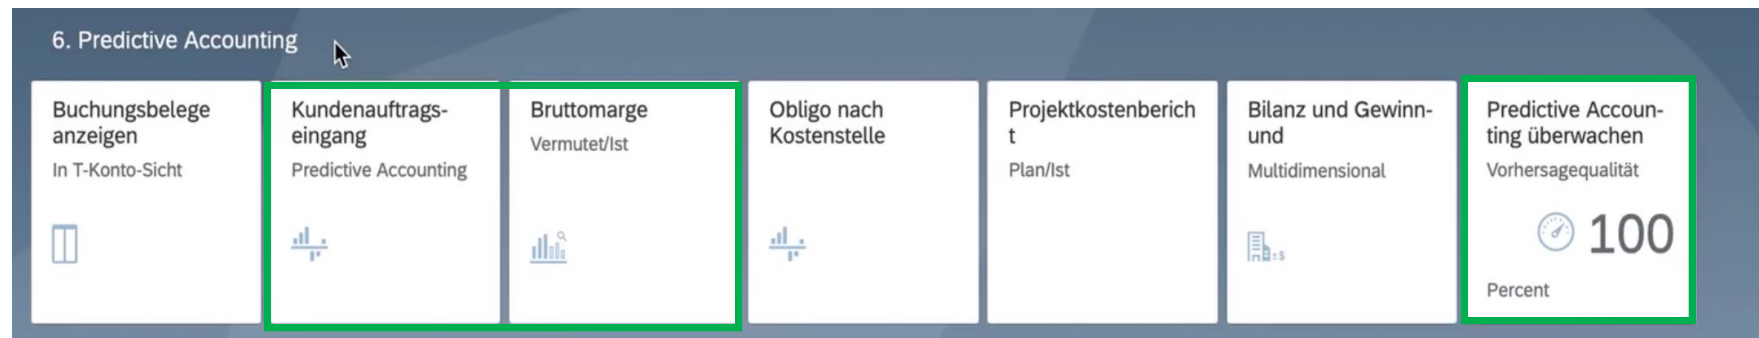 6. Predictive Accounting
Buchungsbelege
anzeigen
In T-Konto-Sicht
Kundenauftrags-
eingang
Predictive Accounting
Bruttomarge
Vermutet/Ist
Obligo nach
Kostenstelle
Projektkostenberich
t
Plan/Ist
Bilanz und Gewinn-
und
Multidimensional
Predictive Accoun-
ting überwachen
Vorhersagequalität
100
Percent